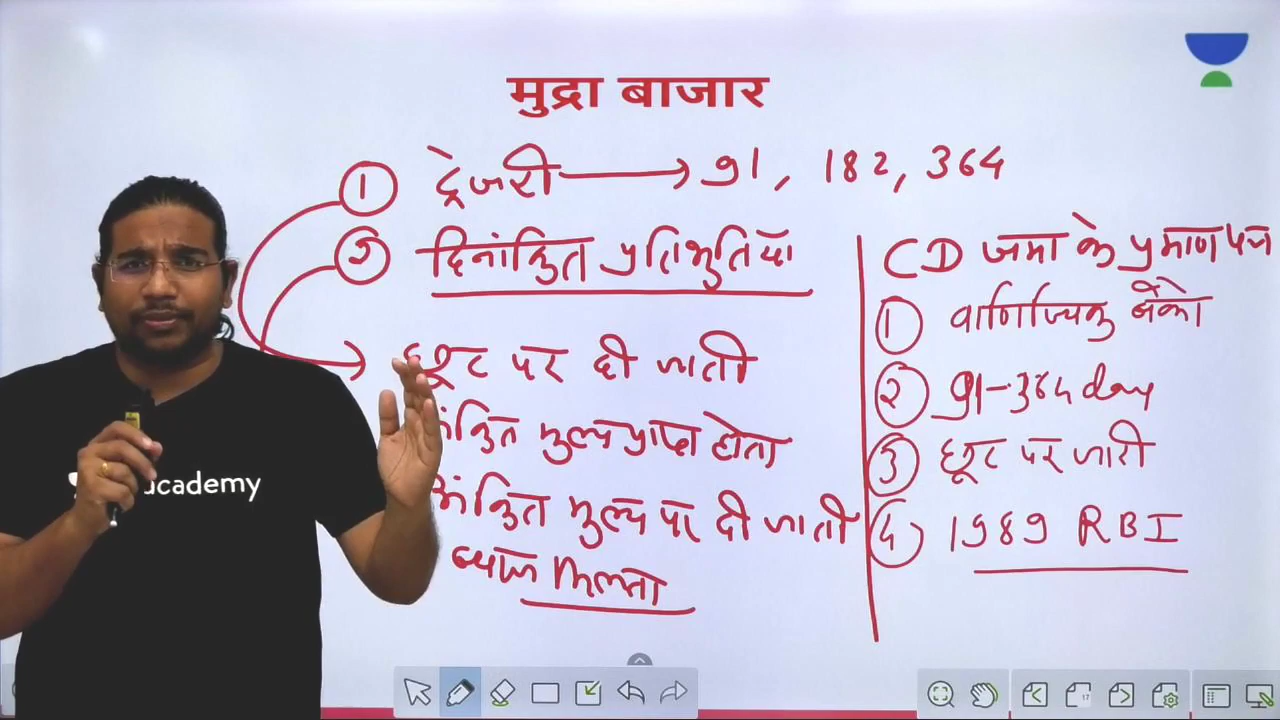 मुद्रा बाजार
1 ट्रेजरी → 91, 182, 364
2 दिनांकित प्रतिभूतियां
छूट पर दी जाती
अंकित मूल्य प्राप्त होता
अंकित मूल्य पर दी जाती
ब्याज मिलता
CD जमा के प्रमाण पत्र
1 वाणिज्यिक बैंको
2 91-364 day
3 छूट पर जारी
4 1989 RBI
academy